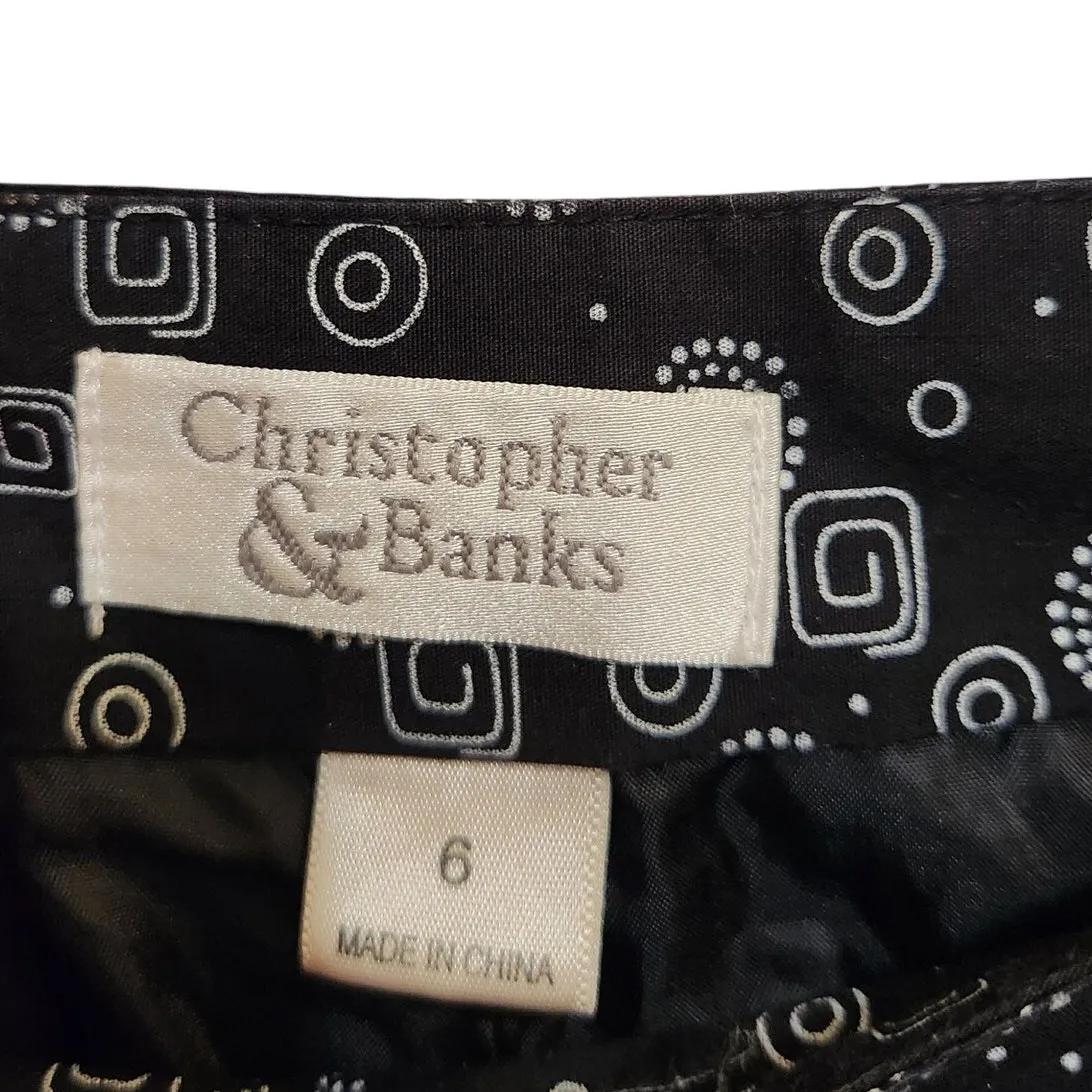 Christopher
& Banks
6
MADE IN CHINA